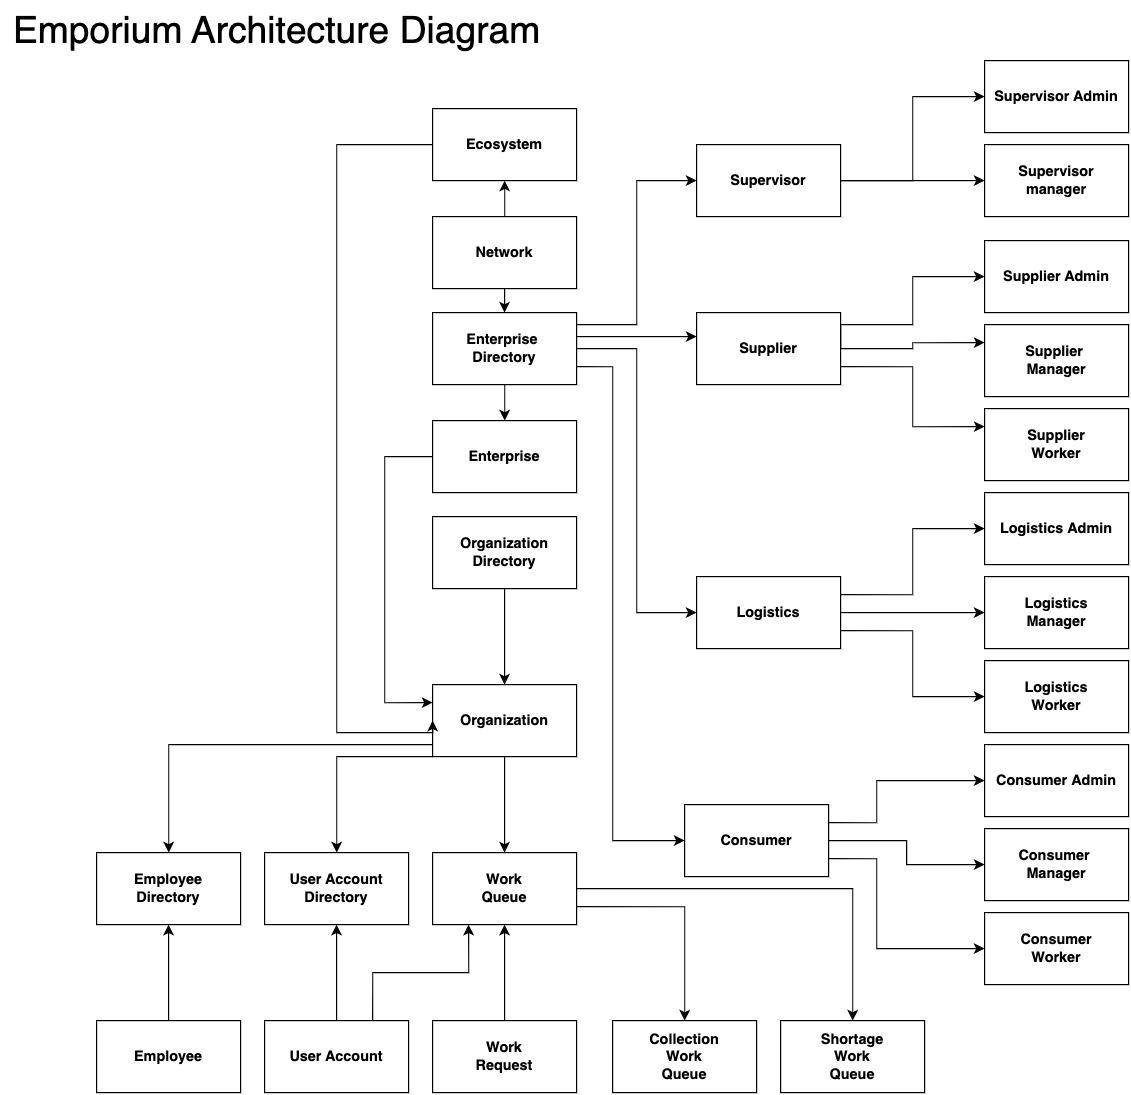 Emporium Architecture Diagram
Supervisor Admin
Ecosystem
Supervisor
Supervisor
manager
Network
Supplier Admin
Enterprise
Directory
Supplier
Supplier
Manager
Enterprise
Supplier
Worker
Organization
Directory
Logistics Admin
Logistics
Logistics
Manager
Logistics
Worker
Organization
Consumer Admin
Consumer
Consumer
Manager
Employee
Directory
User Account
Directory
Work
Queue
Consumer
Worker
Employee
User Account
Work
Request
Collection
Work
Queue
Shortage
Work
Queue